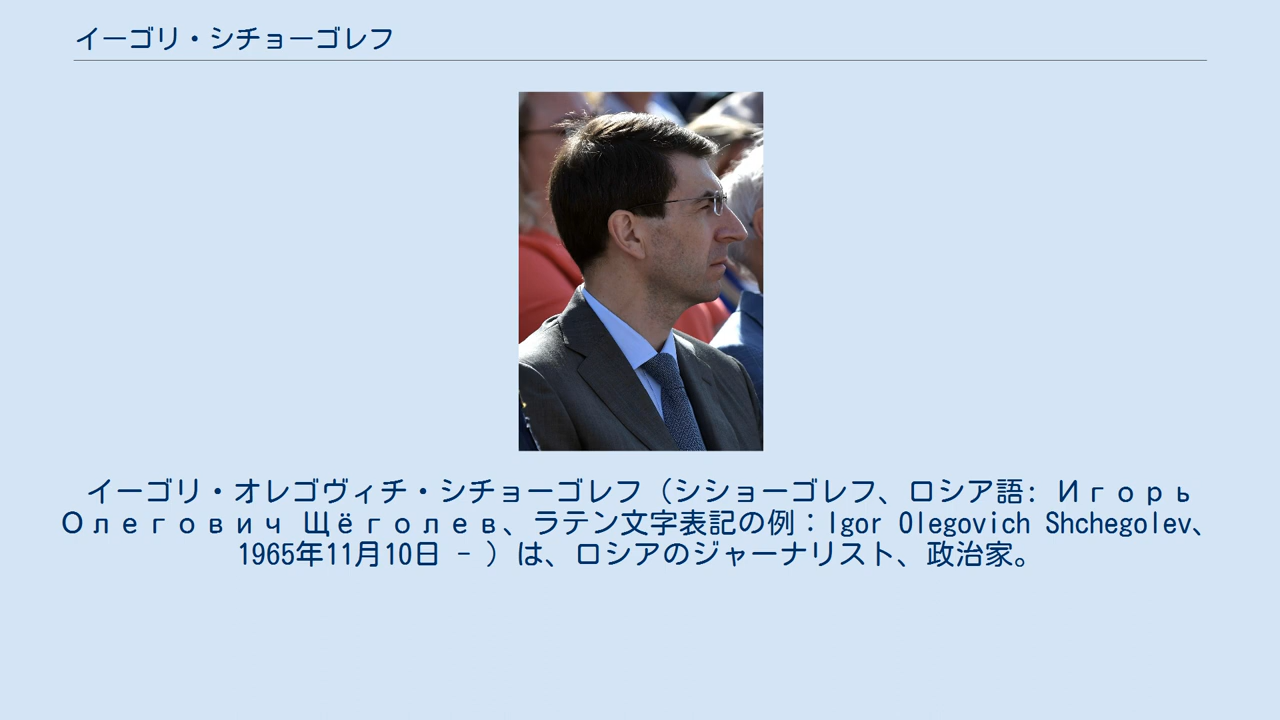 イーゴリ・シチョーゴレフ
イーゴリ・オレゴヴィチ・シチョーゴレフ（シショーゴレフ、ロシア語: Игорь
Олегович Щёголев、ラテン文字表記の例：Igor Olegovich Shchegolev、
1965年11月10日 - ）は、ロシアのジャーナリスト、政治家。